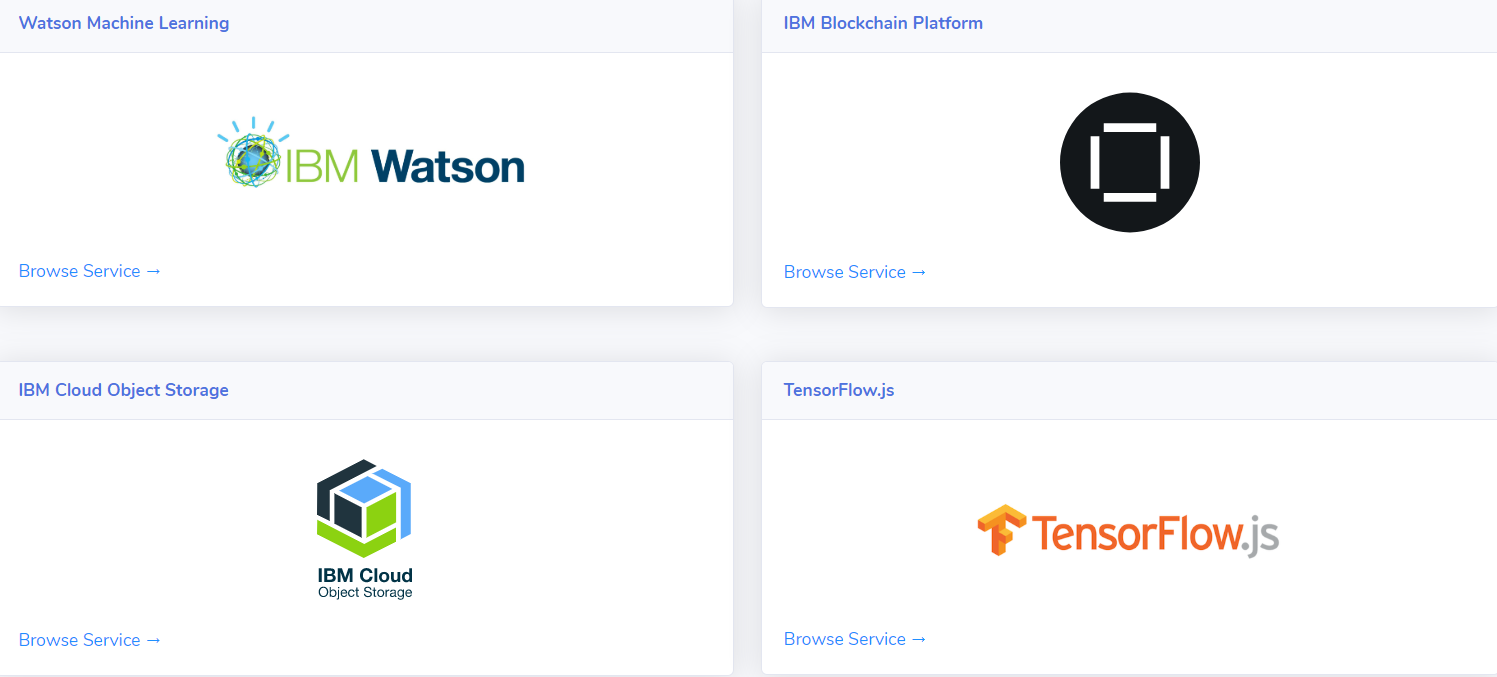 Watson Machine Learning
IBM Watson
Browse Service →
IBM Blockchain Platform
Browse Service →
IBM Cloud Object Storage
IBM Cloud
Object Storage
Browse Service →
TensorFlow.js
TensorFlow.js
Browse Service →